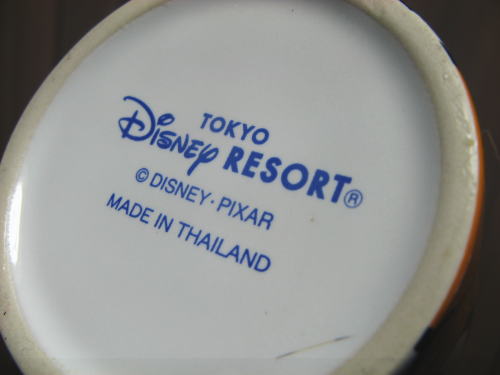 TOKYO
Disney RESORT®
© DISNEY·PIXAR
MADE IN THAILAND